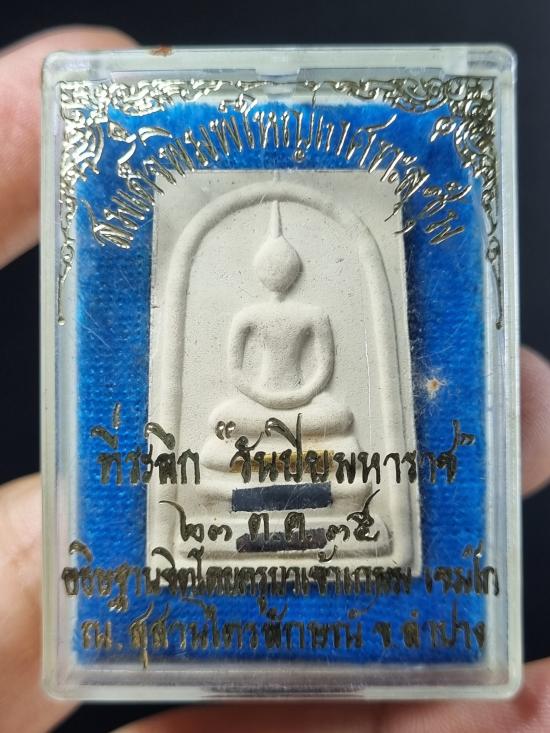 สมเด็จพิมพ์ใหญ่เกศทะลุซุ้ม
ที่ระลึก "วันปิยมหาราช"
๒๓ ต.ค. ๓๕
อธิษฐานจิตโดยครูบาเจ้าเกษม เขมโก
ณ. สุสานไตรลักษณ์ จ. ลำปาง